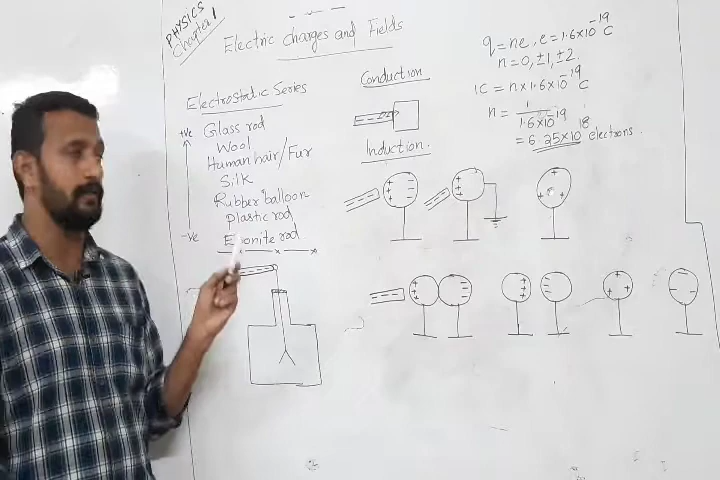 PHYSICS
Chapter 1
Electric charges and Fields
q = ne, e = 1.6×10⁻¹⁹ C
n = 0, ±1, ±2.
1C = n × 1.6×10⁻¹⁹ C
n = 1 / 1.6×10⁻¹⁹
= 6.25×10¹⁸ electrons.
Electrostatic Series
+ve Glass rod
Wool
Human hair / Fur
Silk
Rubber balloon
Plastic rod
-ve Ebonite rod
Conduction
Induction.